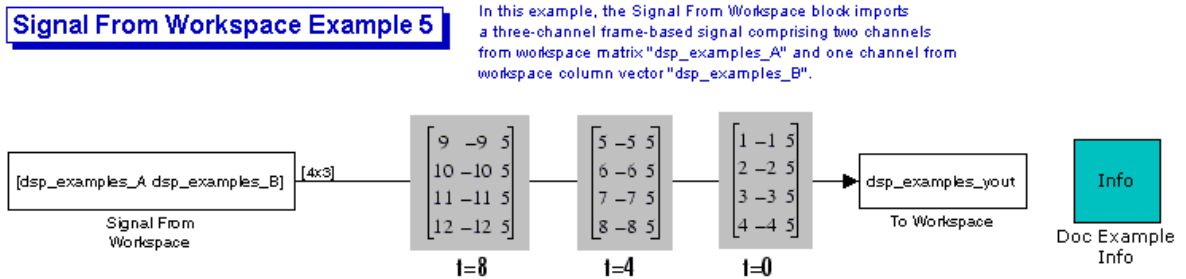 Signal From Workspace Example 5
In this example, the Signal From Workspace block imports
a three-channel frame-based signal comprising two channels
from workspace matrix "dsp_examples_A" and one channel from
workspace column vector "dsp_examples_B".
[dsp_examples_A dsp_examples_B]
[4x3]
Signal From
Workspace
9 -9 5
10 -10 5
11 -11 5
12 -12 5
t=8
5 -5 5
6 -6 5
7 -7 5
8 -8 5
t=4
1 -1 5
2 -2 5
3 -3 5
4 -4 5
t=0
dsp_examples_yout
To Workspace
Info
Doc Example
Info